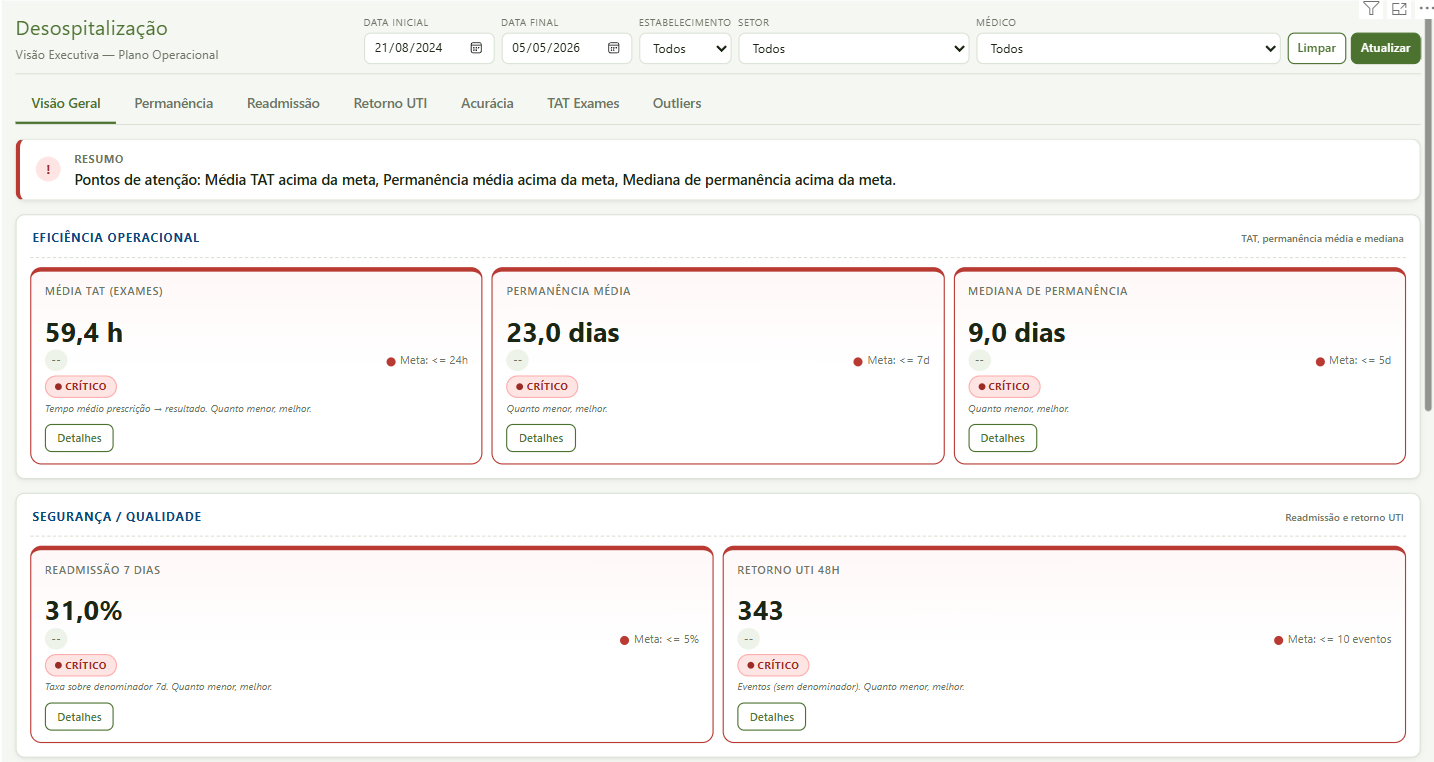 Desospitalização
Visão Executiva — Plano Operacional
DATA INICIAL
21/08/2024
DATA FINAL
05/05/2026
ESTABELECIMENTO
Todos
SETOR
Todos
MÉDICO
Todos
Limpar
Atualizar
Visão Geral Permanência Readmissão Retorno UTI Acurácia TAT Exames Outliers
!
RESUMO
Pontos de atenção: Média TAT acima da meta, Permanência média acima da meta, Mediana de permanência acima da meta.
EFICIÊNCIA OPERACIONAL
TAT, permanência média e mediana
MÉDIA TAT (EXAMES)
59,4 h
--
Meta: <= 24h
CRÍTICO
Tempo médio prescrição → resultado. Quanto menor, melhor.
Detalhes
PERMANÊNCIA MÉDIA
23,0 dias
--
Meta: <= 7d
CRÍTICO
Quanto menor, melhor.
Detalhes
MEDIANA DE PERMANÊNCIA
9,0 dias
--
Meta: <= 5d
CRÍTICO
Quanto menor, melhor.
Detalhes
SEGURANÇA / QUALIDADE
Readmissão e retorno UTI
READMISSÃO 7 DIAS
31,0%
--
Meta: <= 5%
CRÍTICO
Taxa sobre denominador 7d. Quanto menor, melhor.
Detalhes
RETORNO UTI 48H
343
--
Meta: <= 10 eventos
CRÍTICO
Eventos (sem denominador). Quanto menor, melhor.
Detalhes